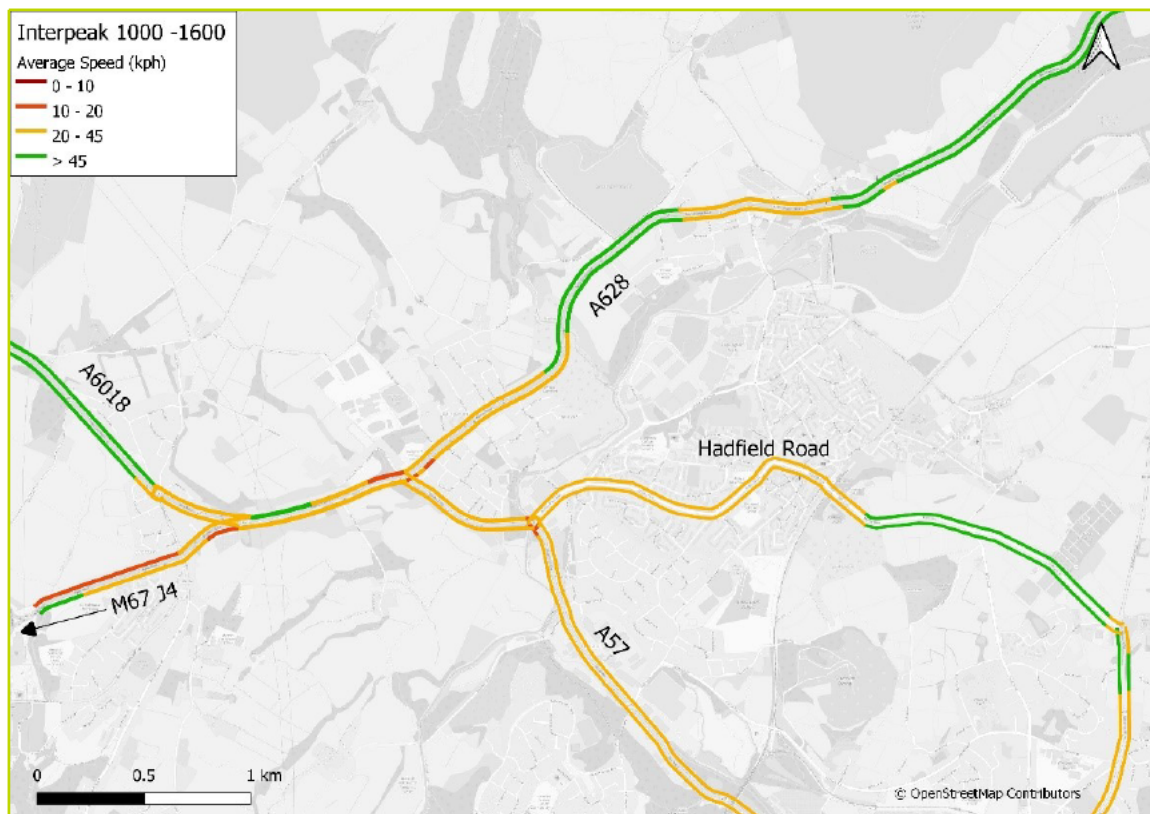 Interpeak 1000 -1600
Average Speed (kph)
0 - 10
10 - 20
20 - 45
> 45
A628
A6018
Hadfield Road
M67 J4
A57
0 0.5 1 km
© OpenStreetMap Contributors